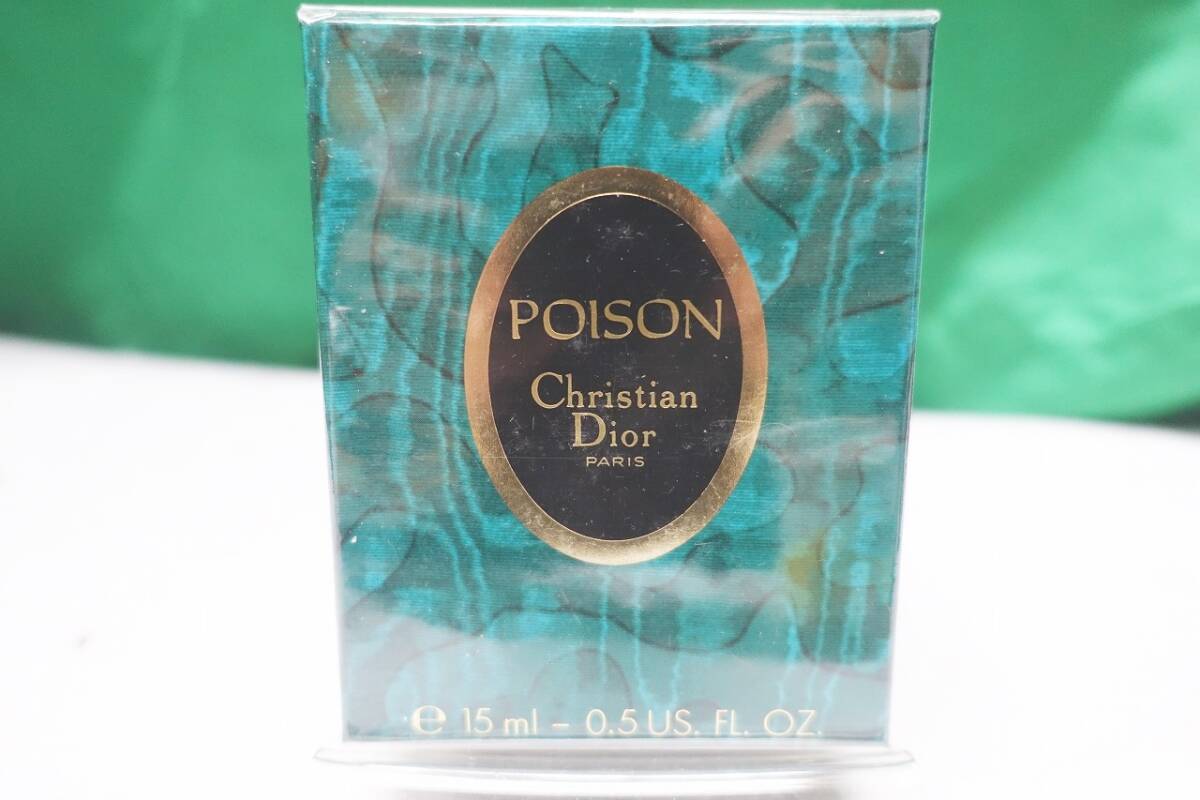 POISON
Christian
Dior
PARIS
℮ 15 ml – 0.5 US. FL. OZ.